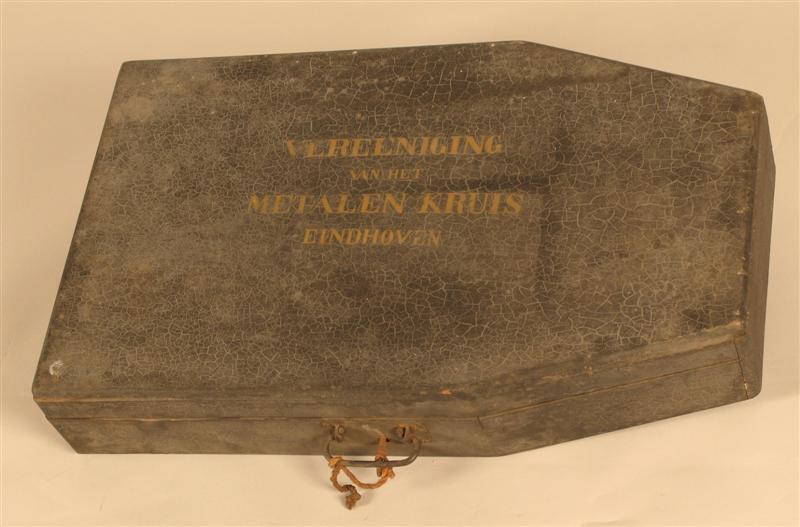 VEREENIGING
VAN HET
METALEN KRUIS
EINDHOVEN